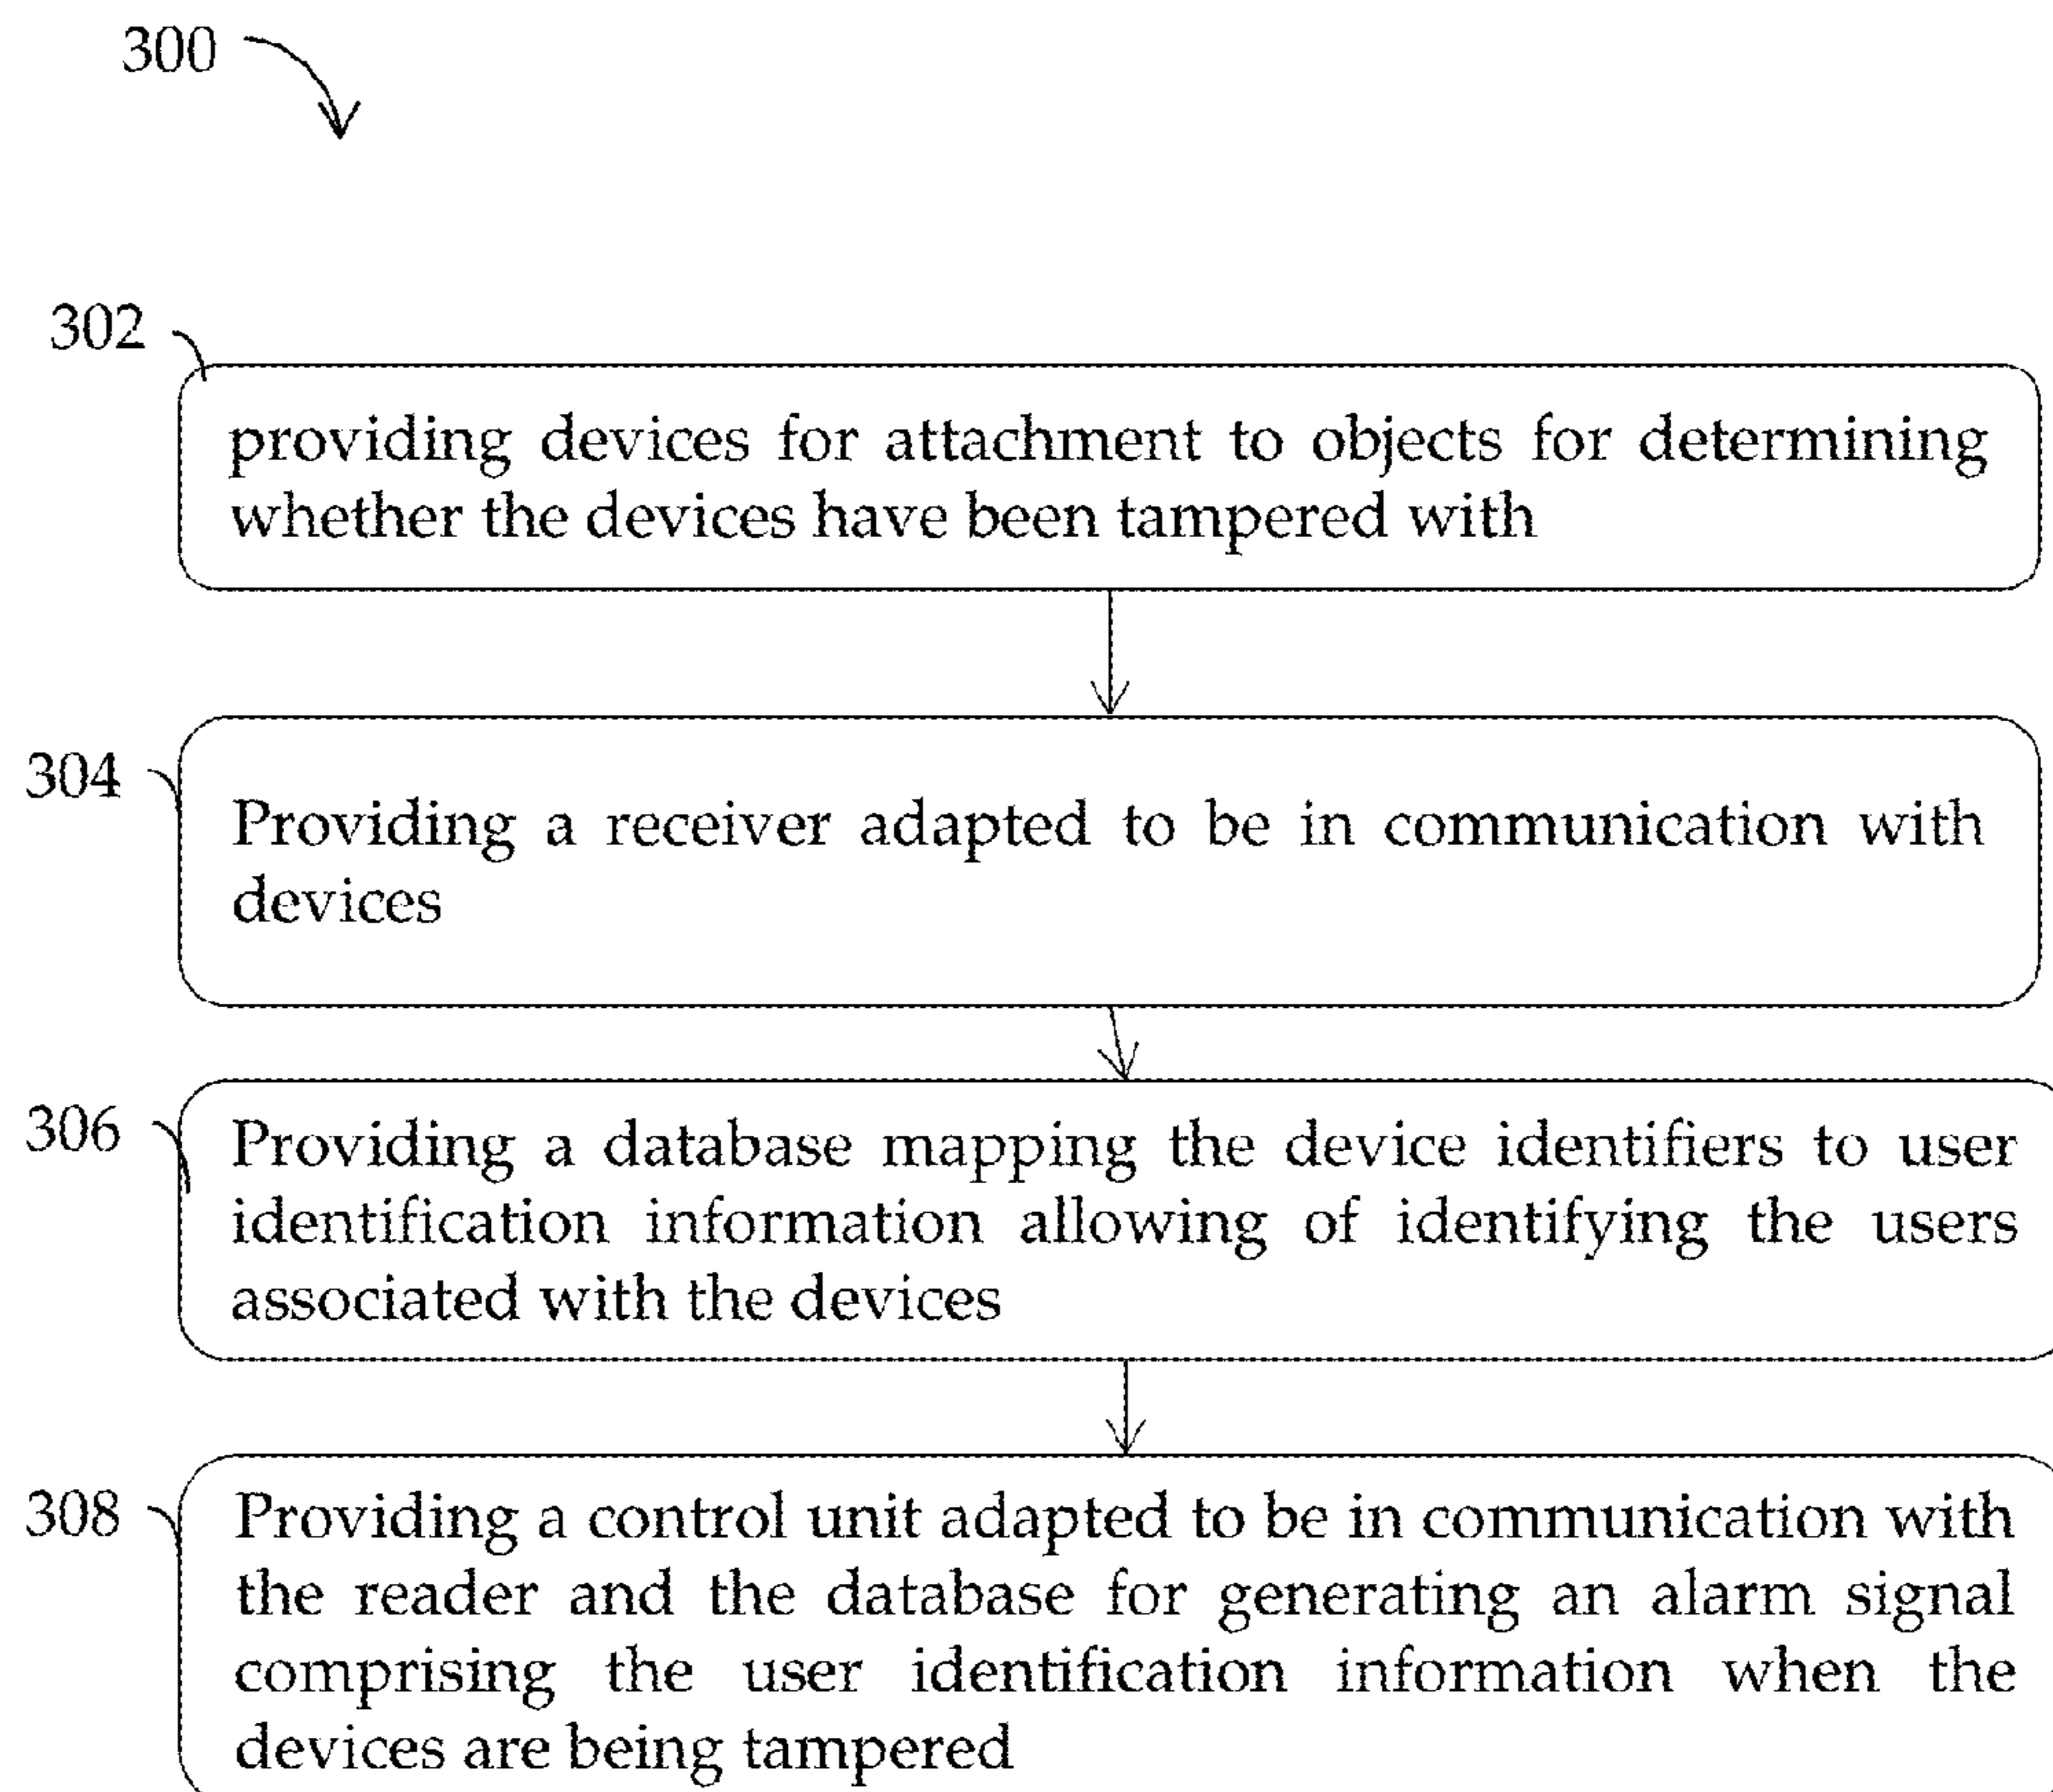 300
302
providing devices for attachment to objects for determining
whether the devices have been tampered with
304
Providing a receiver adapted to be in communication with
devices
306
Providing a database mapping the device identifiers to user
identification information allowing of identifying the users
associated with the devices
308
Providing a control unit adapted to be in communication with
the reader and the database for generating an alarm signal
comprising the user identification information when the
devices are being tampered